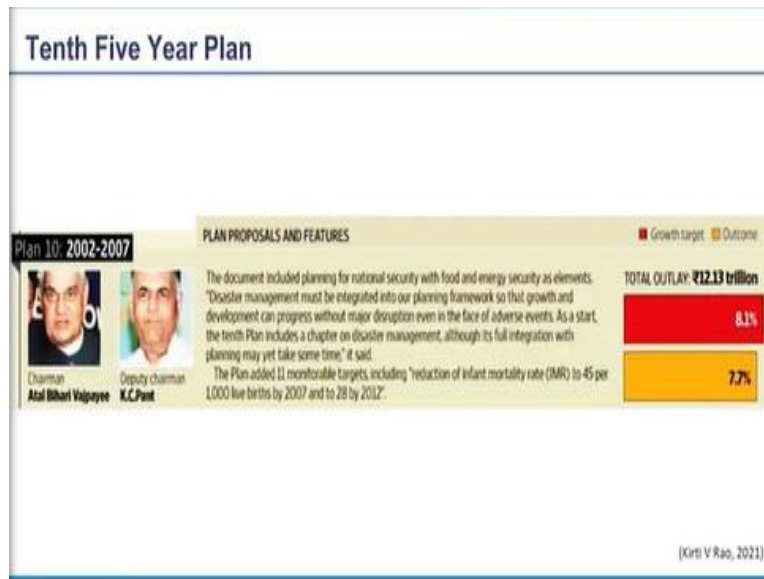 Tenth Five Year Plan
Plan 10: 2002-2007
Chairman
Atal Bihari Vajpayee
Deputy chairman
K.C.Pant
PLAN PROPOSALS AND FEATURES
The document included planning for national security with food and energy security as elements.
"Disaster management must be integrated into our planning framework so that growth and
development can progress without major disruption even in the face of adverse events. As a start,
the tenth Plan includes a chapter on disaster management, although its full integration with
planning may yet take some time," it said.
The Plan added 11 monitorable targets, including "reduction of infant mortality rate (IMR) to 45 per
1,000 live births by 2007 and to 28 by 2012".
Growth target Outcome
TOTAL OUTLAY: ₹12.13 trillion
8.1%
7.7%
(Kirti V Rao, 2021)